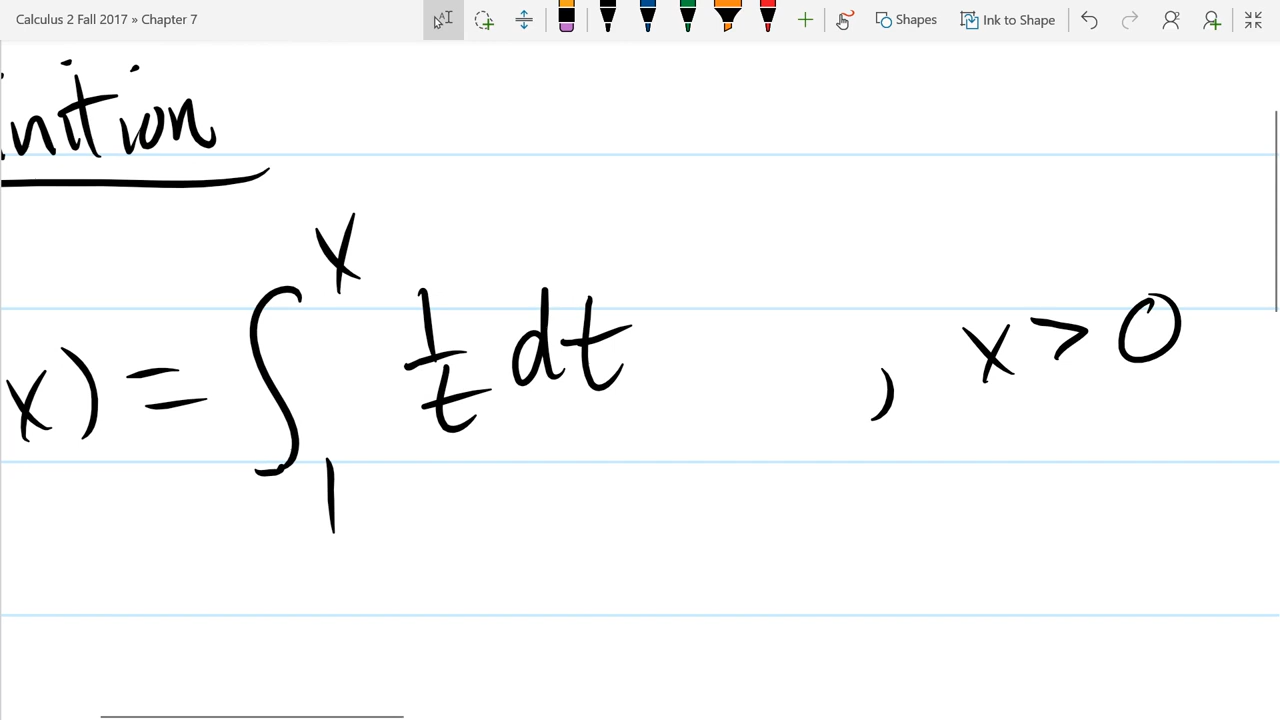 Calculus 2 Fall 2017 » Chapter 7
Shapes
Ink to Shape
nition
x) = ∫₁ˣ 1/t dt , x > 0